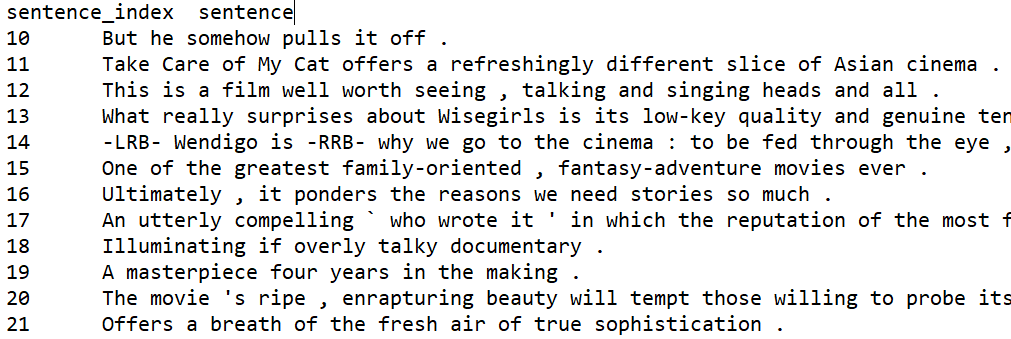 sentence_index sentence
10 But he somehow pulls it off .
11 Take Care of My Cat offers a refreshingly different slice of Asian cinema .
12 This is a film well worth seeing , talking and singing heads and all .
13 What really surprises about Wisegirls is its low-key quality and genuine
14 -LRB- Wendigo is -RRB- why we go to the cinema : to be fed through the eye ,
15 One of the greatest family-oriented , fantasy-adventure movies ever .
16 Ultimately , it ponders the reasons we need stories so much .
17 An utterly compelling ` who wrote it ' in which the reputation of the most
18 Illuminating if overly talky documentary .
19 A masterpiece four years in the making .
20 The movie 's ripe , enrapturing beauty will tempt those willing to probe its
21 Offers a breath of the fresh air of true sophistication .